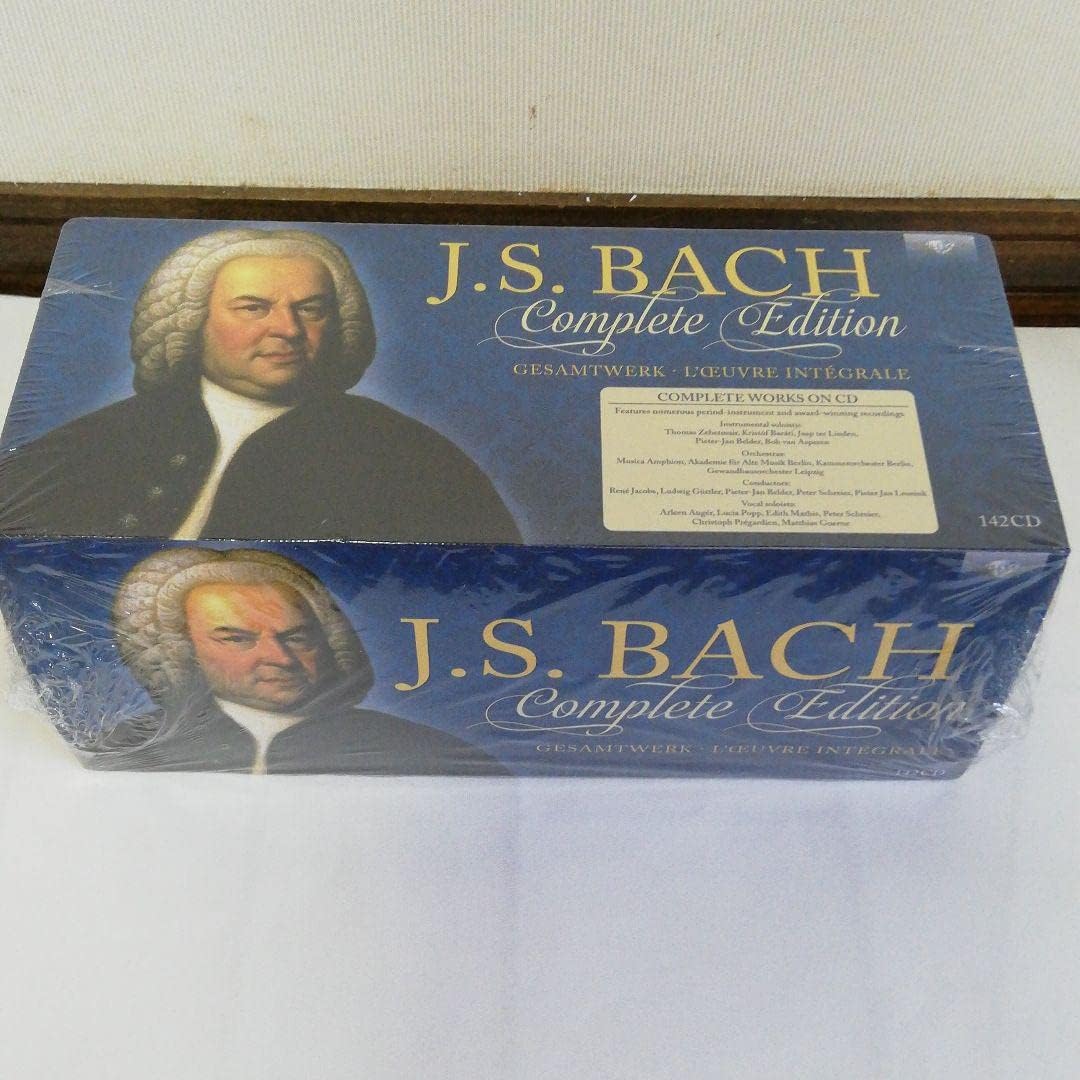 J.S. BACH
Complete Edition
GESAMTWERK · L'ŒUVRE INTÉGRALE
COMPLETE WORKS ON CD
Features numerous period-instrument and award-winning recordings
Instrumental soloists:
Thomas Zehetmair, Kristóf Baráti, Jaap ter Linden,
Pieter-Jan Belder, Bob van Asperen
Orchestras:
Musica Amphion, Akademie für Alte Musik Berlin, Kammerorchester Berlin,
Gewandhausorchester Leipzig
Conductors:
René Jacobs, Ludwig Güttler, Pieter-Jan Belder, Peter Schreier, Pieter Jan Leusink
Vocal soloists:
Arleen Augér, Lucia Popp, Edith Mathis, Peter Schreier,
Christoph Prégardien, Matthias Goerne
142CD
J.S. BACH
Complete Edition
GESAMTWERK · L'ŒUVRE INTÉGRALE
142CD